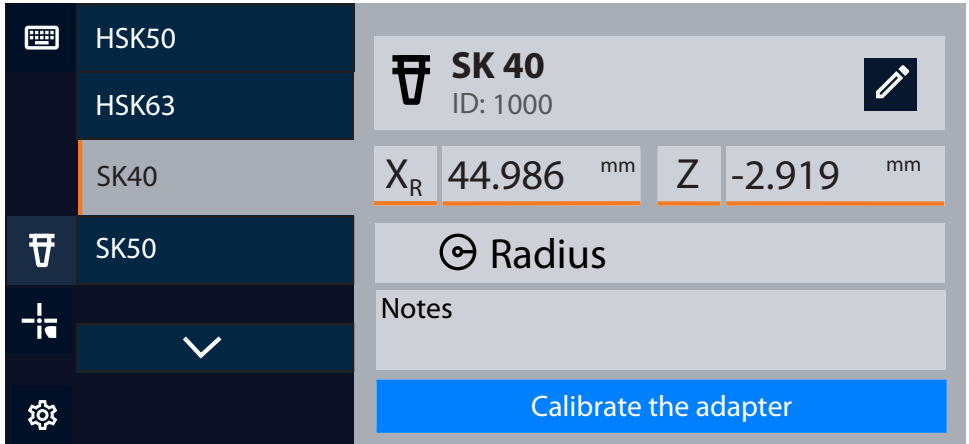 HSK50
HSK63
SK40
SK50
SK 40
ID: 1000
XR 44.986 mm Z -2.919 mm
Radius
Notes
Calibrate the adapter